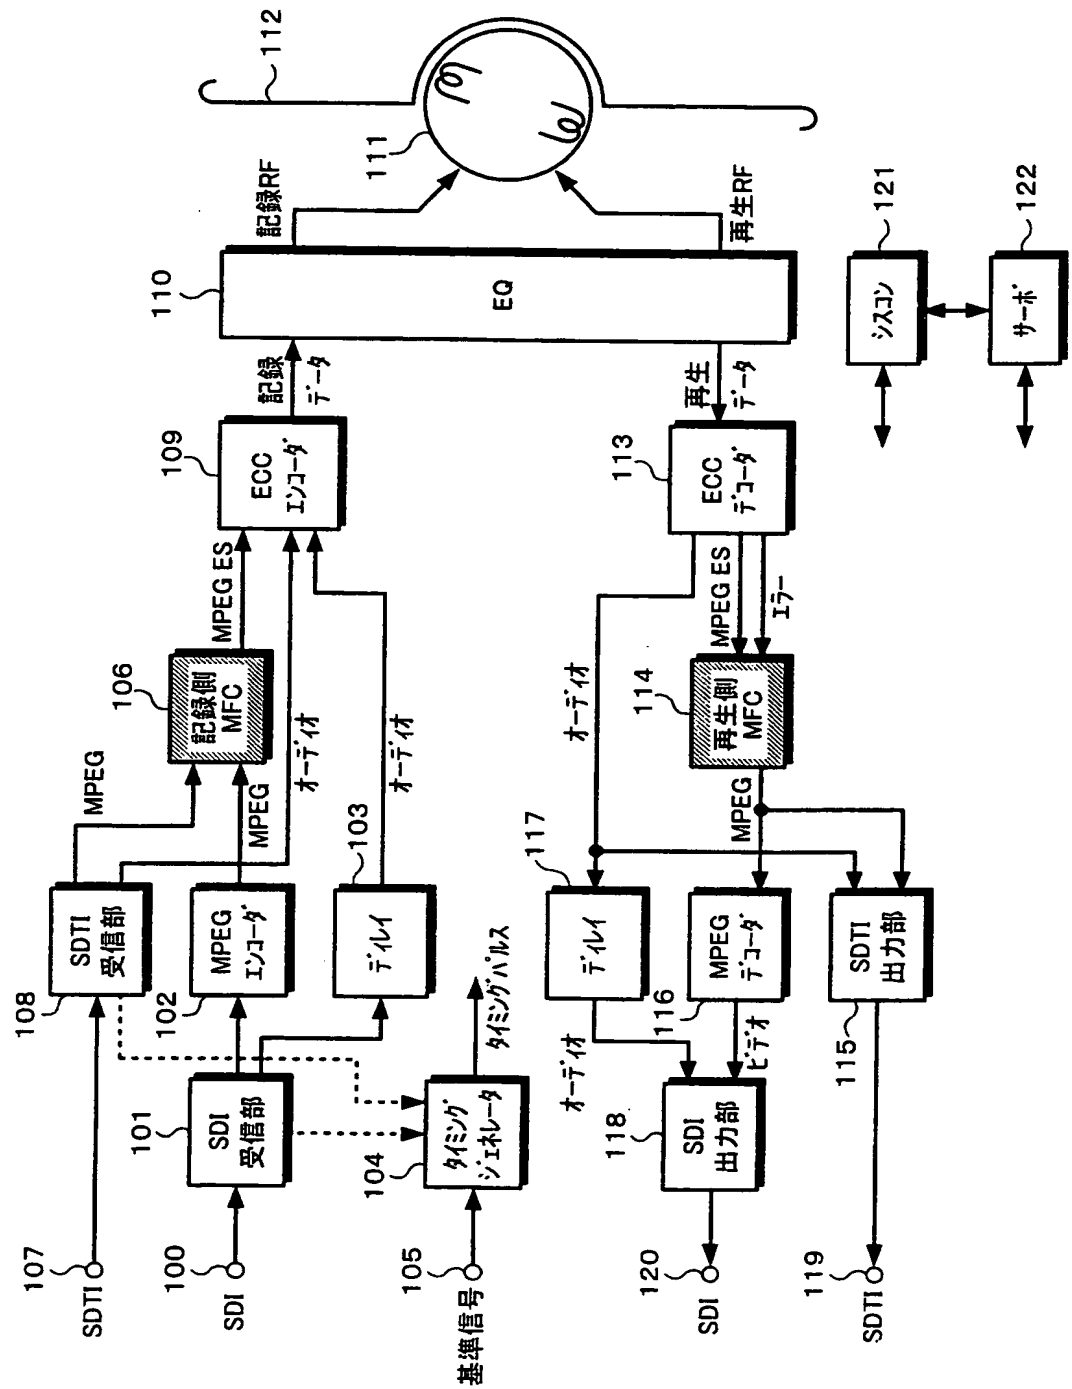 107
SDTI
108
SDTI
受信部
MPEG
106
記録側
MFC
MPEG ES
109
ECC
エンコーダ
記録
データ
110
EQ
記録RF
111
112
100
SDI
101
SDI
受信部
102
MPEG
エンコーダ
MPEG
オーディオ
103
ディレイ
オーディオ
105
基準信号
104
タイミング
ジェネレータ
タイミングパルス
再生RF
再生
データ
113
ECC
デコーダ
MPEG ES
エラー
オーディオ
114
再生側
MFC
MPEG
117
ディレイ
オーディオ
116
MPEG
デコーダ
ビデオ
118
SDI
出力部
120
SDI
115
SDTI
出力部
119
SDTI
121
シスコン
122
サーボ